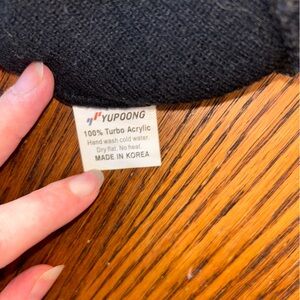 YUPOONG
100% Turbo Acrylic
Hand wash cold water.
Dry flat. No heat.
MADE IN KOREA